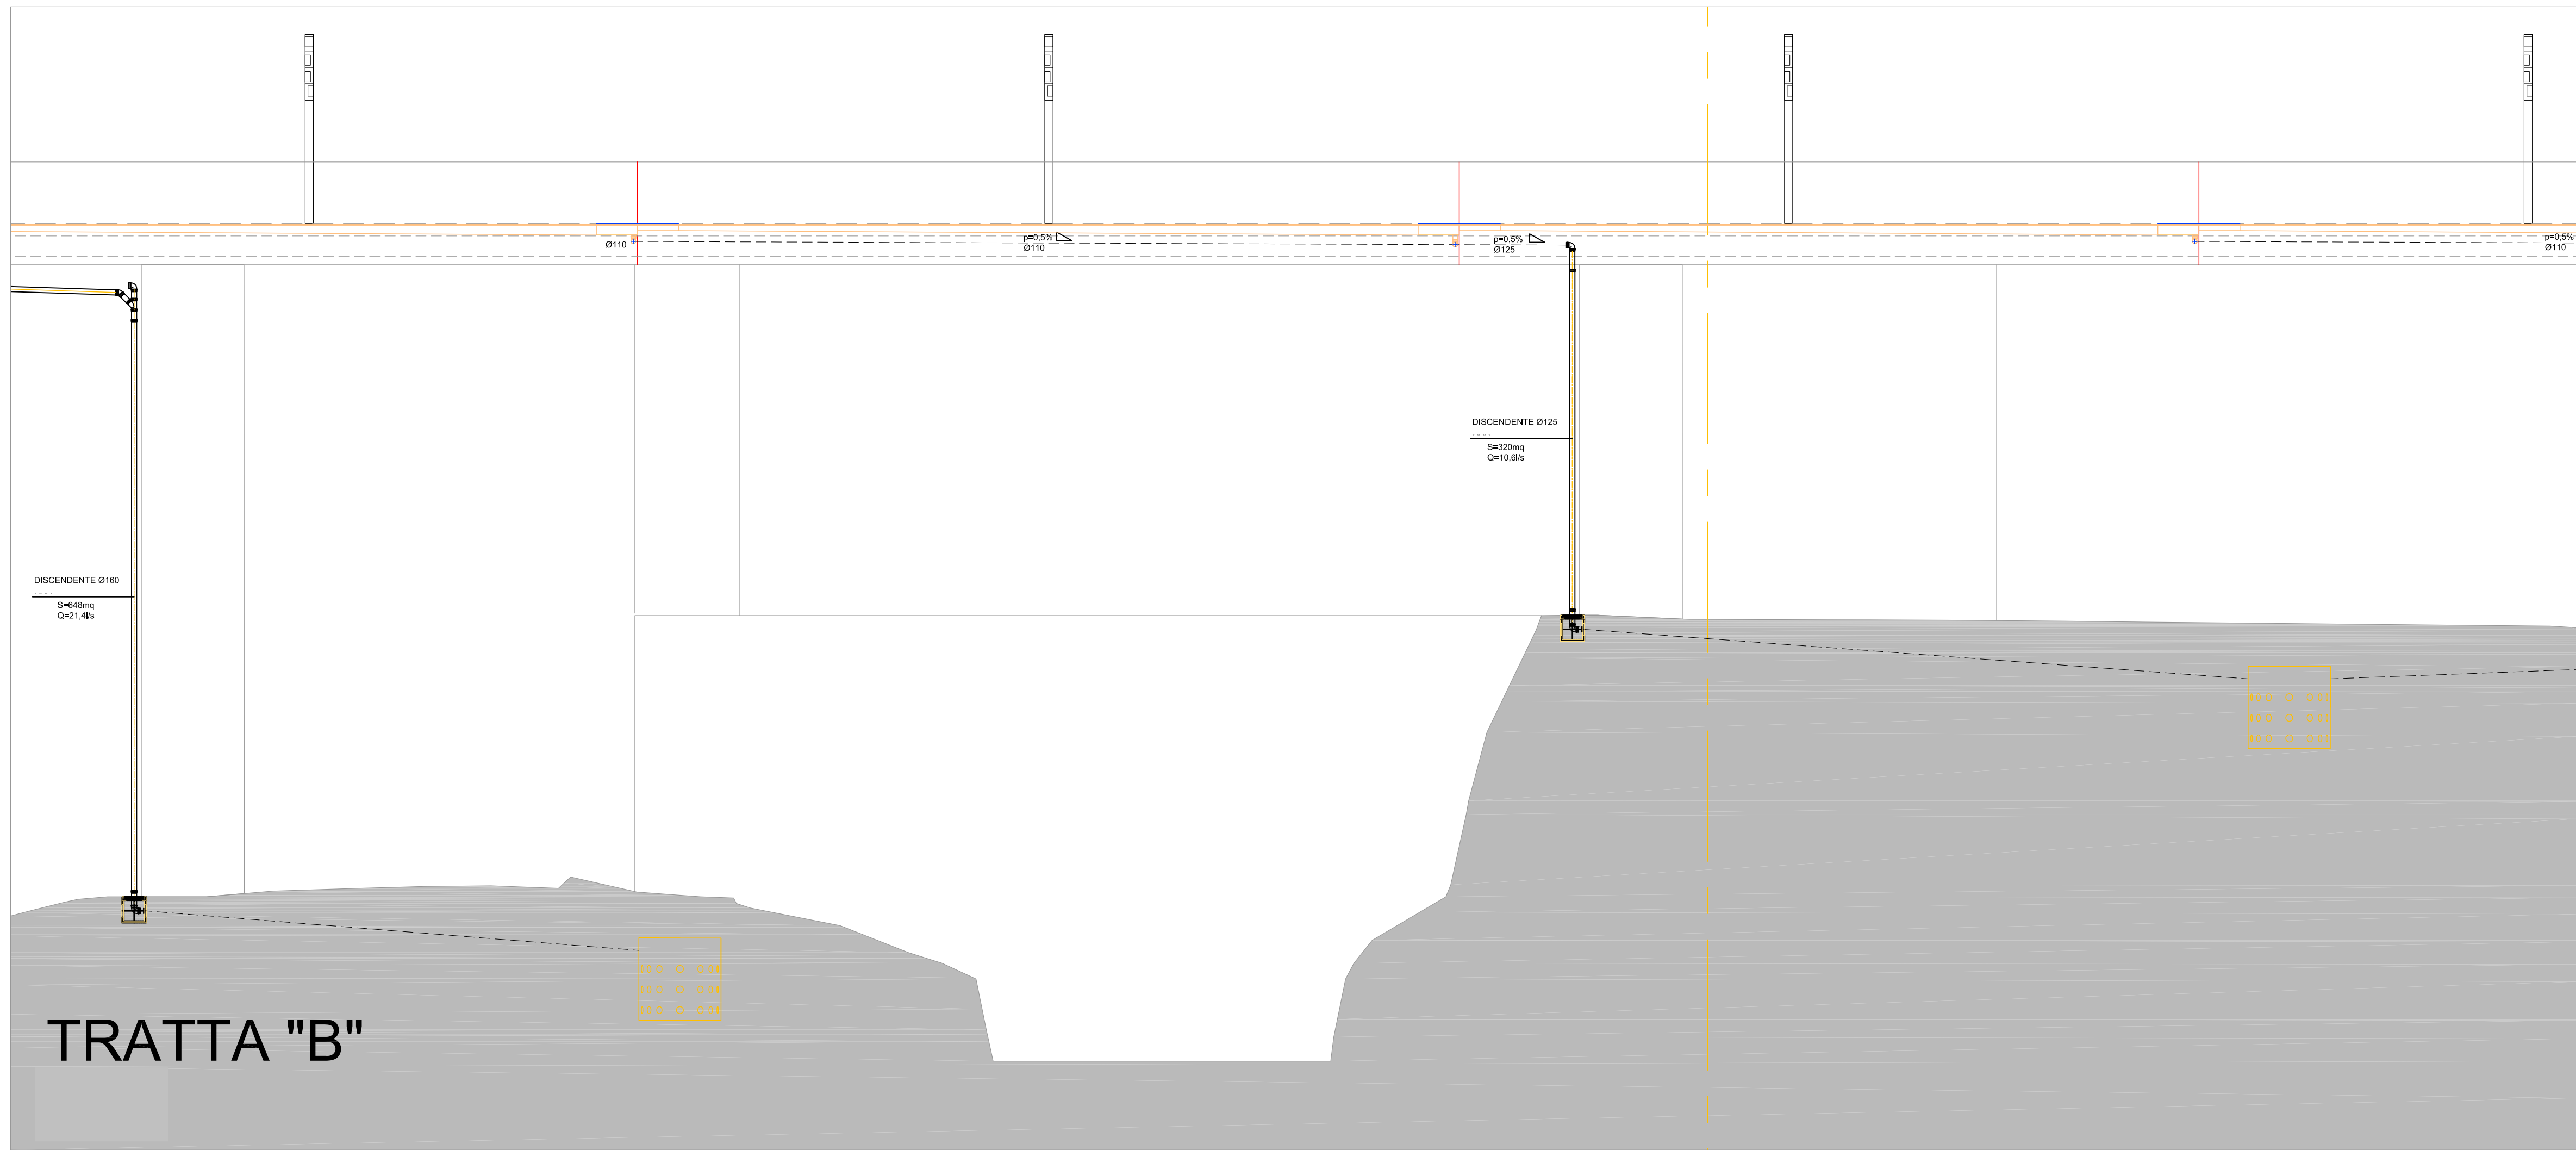 Ø110
p=0,5%
Ø110
p=0,5%
Ø125
p=0,5%
Ø110
DISCENDENTE Ø125
S=320mq
Q=10,6l/s
DISCENDENTE Ø160
S=648mq
Q=21,4l/s
TRATTA "B"